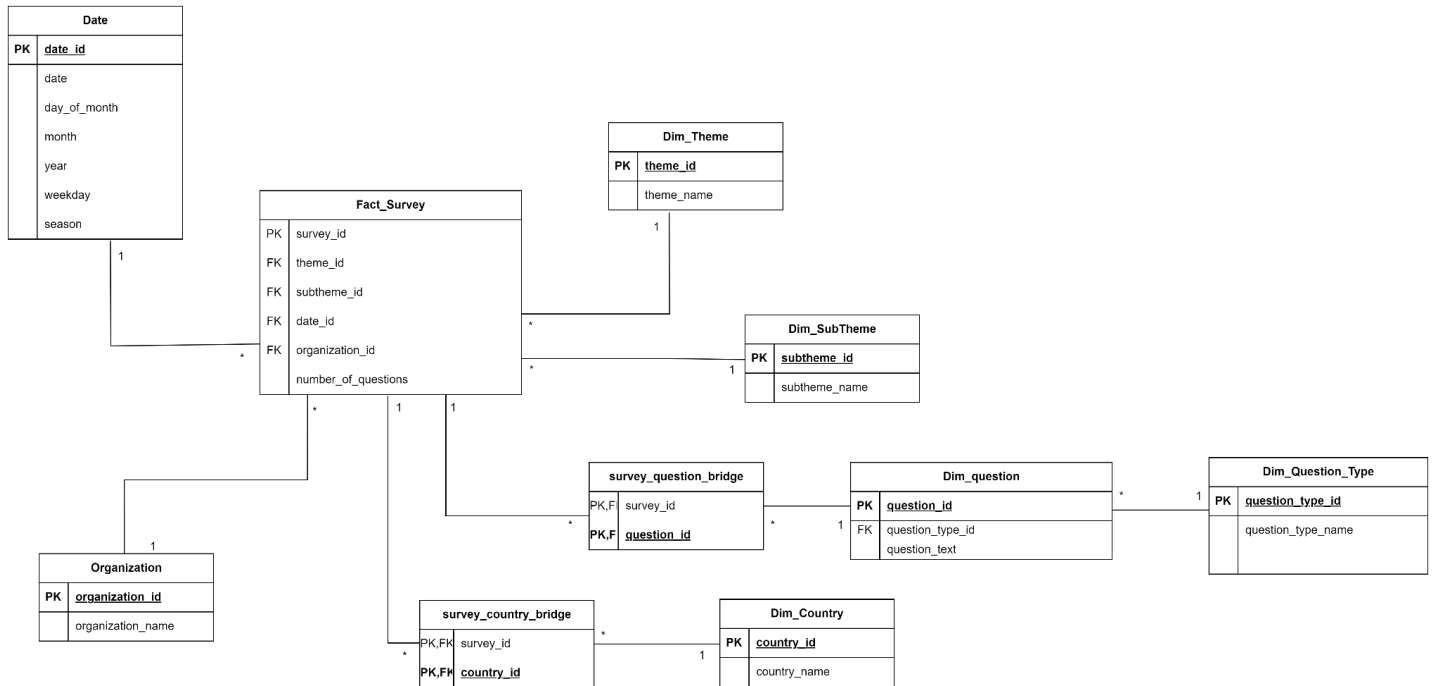 Date
PK date_id
date
day_of_month
month
year
weekday
season
1
*
Dim_Theme
PK theme_id
theme_name
1
*
Fact_Survey
PK survey_id
FK theme_id
FK subtheme_id
FK date_id
FK organization_id
number_of_questions
*
1
1
Dim_SubTheme
PK subtheme_id
subtheme_name
*
1
survey_question_bridge
PK,F survey_id
PK,F question_id
*
*
1
Dim_question
PK question_id
FK question_type_id
question_text
*
1
Dim_Question_Type
PK question_type_id
question_type_name
1
Organization
PK organization_id
organization_name
survey_country_bridge
PK,FK survey_id
PK,FK country_id
*
*
1
Dim_Country
PK country_id
country_name